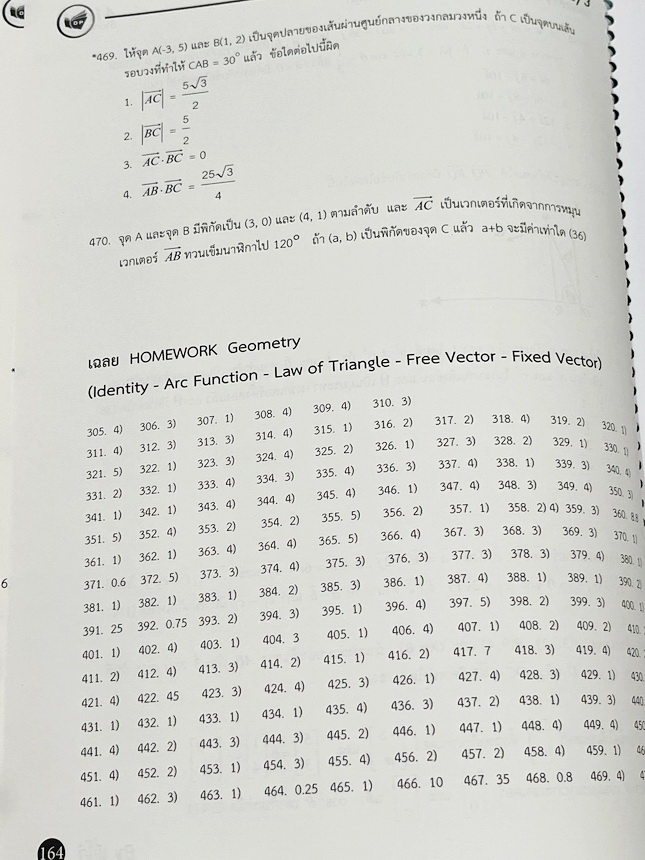 *469. ให้จุด A(-3, 5) และ B(1, 2) เป็นจุดปลายของเส้นผ่านศูนย์กลางของวงกลมวงหนึ่ง ถ้า C เป็นจุดบนเส้น
รอบวงที่ทำให้ CAB = 30° แล้ว ข้อใดต่อไปนี้ผิด
1. |AC| = 5√3/2
2. |BC| = 5/2
3. AC · BC = 0
4. AB · BC = 25√3/4
470. จุด A และจุด B มีพิกัดเป็น (3, 0) และ (4, 1) ตามลำดับ และ AC เป็นเวกเตอร์ที่เกิดจากการหมุน
เวกเตอร์ AB ทวนเข็มนาฬิกาไป 120° ถ้า (a, b) เป็นพิกัดของจุด C แล้ว a+b จะมีค่าเท่าใด (36)
เฉลย HOMEWORK Geometry
(Identity - Arc Function - Law of Triangle - Free Vector - Fixed Vector)
305. 4) 306. 3) 307. 1) 308. 4) 309. 4) 310. 3)
311. 4) 312. 3) 313. 3) 314. 4) 315. 1) 316. 2) 317. 2) 318. 4) 319. 2) 320. 1)
321. 5) 322. 1) 323. 3) 324. 4) 325. 2) 326. 1) 327. 3) 328. 2) 329. 1) 330. 1)
331. 2) 332. 1) 333. 4) 334. 3) 335. 4) 336. 3) 337. 4) 338. 1) 339. 3) 340. 4)
341. 1) 342. 1) 343. 4) 344. 4) 345. 4) 346. 1) 347. 4) 348. 3) 349. 4) 350. 3)
351. 5) 352. 4) 353. 2) 354. 2) 355. 5) 356. 2) 357. 1) 358. 2) 4) 359. 3) 360. 8.8
361. 1) 362. 1) 363. 4) 364. 4) 365. 5) 366. 4) 367. 3) 368. 3) 369. 3) 370. 1)
371. 0.6 372. 5) 373. 3) 374. 4) 375. 3) 376. 3) 377. 3) 378. 3) 379. 4) 380. 1)
381. 1) 382. 1) 383. 1) 384. 2) 385. 3) 386. 1) 387. 4) 388. 1) 389. 1) 390. 2)
391. 25 392. 0.75 393. 2) 394. 3) 395. 1) 396. 4) 397. 5) 398. 2) 399. 3) 400. 1)
401. 1) 402. 4) 403. 1) 404. 3 405. 1) 406. 4) 407. 1) 408. 2) 409. 2) 410.
411. 2) 412. 4) 413. 3) 414. 2) 415. 1) 416. 2) 417. 7 418. 3) 419. 4) 420.
421. 4) 422. 45 423. 3) 424. 4) 425. 3) 426. 1) 427. 4) 428. 3) 429. 1) 430.
431. 1) 432. 1) 433. 1) 434. 1) 435. 4) 436. 3) 437. 2) 438. 1) 439. 3) 440.
441. 4) 442. 2) 443. 3) 444. 3) 445. 2) 446. 1) 447. 1) 448. 4) 449. 4)
451. 4) 452. 2) 453. 1) 454. 3) 455. 4) 456. 2) 457. 2) 458. 4) 459. 1)
461. 1) 462. 3) 463. 1) 464. 0.25 465. 1) 466. 10 467. 35 468. 0.8 469. 4)
164